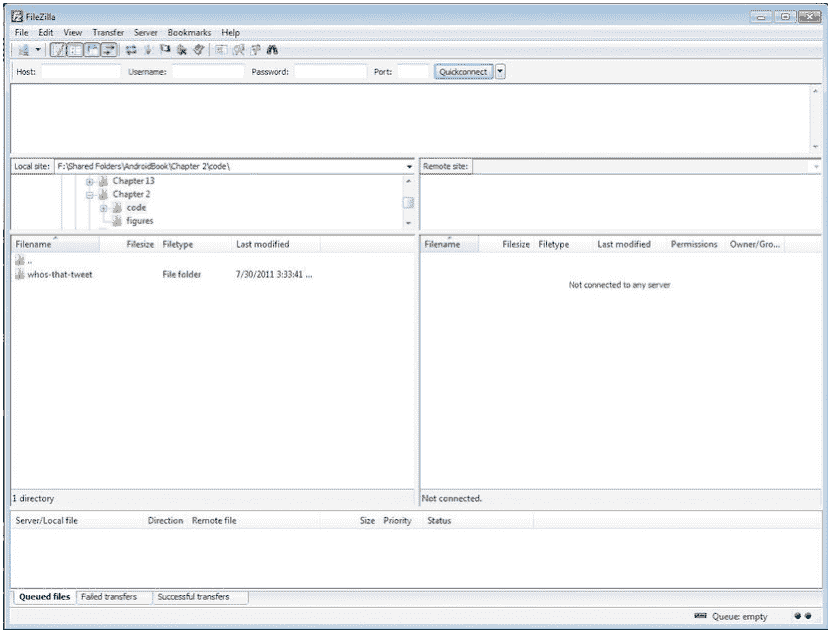 FileZilla
File Edit View Transfer Server Bookmarks Help
Host: Username: Password: Port: Quickconnect
Local site: F:\Shared Folders\AndroidBook\Chapter 2\code\
Remote site:
Chapter 13
Chapter 2
code
figures
Filename Filesize Filetype Last modified
..
whos-that-tweet File folder 7/30/2011 3:33:41 ...
1 directory
Filename Filesize Filetype Last modified Permissions Owner/Gro...
Not connected to any server
Not connected.
Server/Local file Direction Remote file Size Priority Status
Queued files Failed transfers Successful transfers
Queue: empty